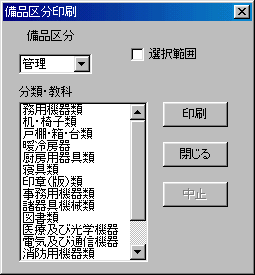 備品区分印刷
備品区分
管理
選択範囲
分類・教科
務用機器類
机・椅子類
戸棚・箱・台類
暖冷房器
厨房用器具類
寝具類
印章(版)類
事務用機器類
諸器具機械類
図書類
医療及び光学機器
電気及び通信機器
消防用機器類
印刷
閉じる
中止